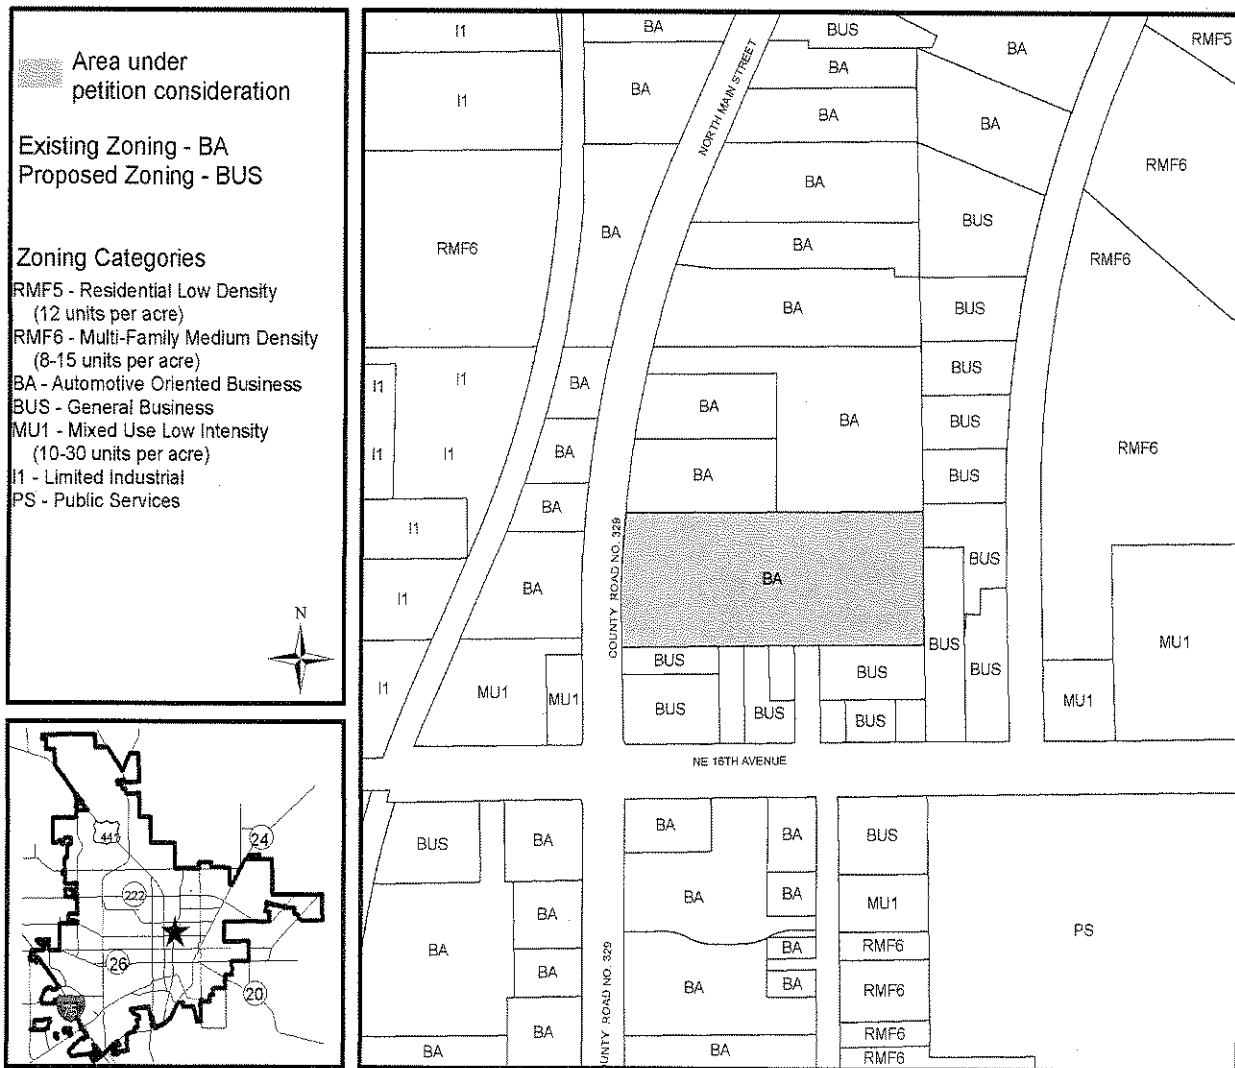 Area under
petition consideration
Existing Zoning - BA
Proposed Zoning - BUS
Zoning Categories
RMF5 - Residential Low Density
(12 units per acre)
RMF6 - Multi-Family Medium Density
(8-15 units per acre)
BA - Automotive Oriented Business
BUS - General Business
MU1 - Mixed Use Low Intensity
(10-30 units per acre)
I1 - Limited Industrial
PS - Public Services
N
441
24
222
26
20
I1
BA
BUS
BA
RMF5
I1
BA
BA
BA
BA
RMF6
NORTH MAIN STREET
BA
BUS
RMF6
BA
BA
RMF6
BA
BUS
I1
I1
BA
BUS
BA
BA
BUS
I1
I1
BA
BA
BUS
RMF6
I1
BA
COUNTY ROAD NO. 329
BA
BUS
I1
BA
BUS
BUS
MU1
I1
MU1
MU1
BUS
BUS
BUS
MU1
BUS
BUS
BUS
NE 16TH AVENUE
BUS
BA
BA
BA
BUS
BA
BA
BA
MU1
BA
BA
BA
RMF6
PS
BA
BA
BA
RMF6
BA
RMF6
BA
BA
RMF6
OUNTY ROAD NO. 329